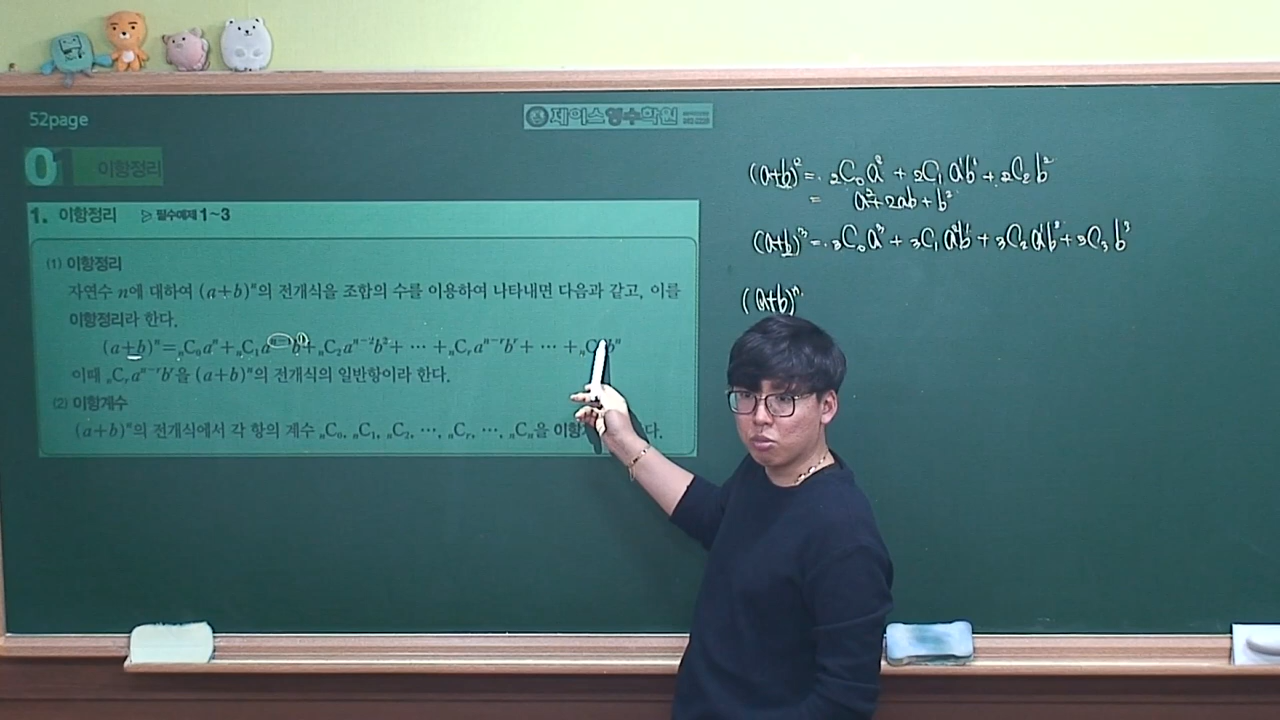 52page
제이스영수학원
01 이항정리
1. 이항정리 ▷ 필수예제 1~3
(1) 이항정리
자연수 n에 대하여 (a+b)ⁿ의 전개식을 조합의 수를 이용하여 나타내면 다음과 같고, 이를
이항정리라 한다.
(a+b)ⁿ=ₙC₀aⁿ+ₙC₁a b+ₙC₂aⁿ⁻²b²+ ⋯ +ₙCᵣaⁿ⁻ʳbʳ+ ⋯ +ₙC bⁿ
이때 ₙCᵣaⁿ⁻ʳbʳ을 (a+b)ⁿ의 전개식의 일반항이라 한다.
(2) 이항계수
(a+b)ⁿ의 전개식에서 각 항의 계수 ₙC₀, ₙC₁, ₙC₂, ⋯, ₙCᵣ, ⋯, ₙCₙ을 이항 다.
(a+b)²= ₂C₀a² + ₂C₁a¹b¹ + ₂C₂b²
= a²+2ab+b²
(a+b)³= ₃C₀a³ + ₃C₁a²b¹ + ₃C₂a¹b² + ₃C₃b³
(a+b)ⁿ